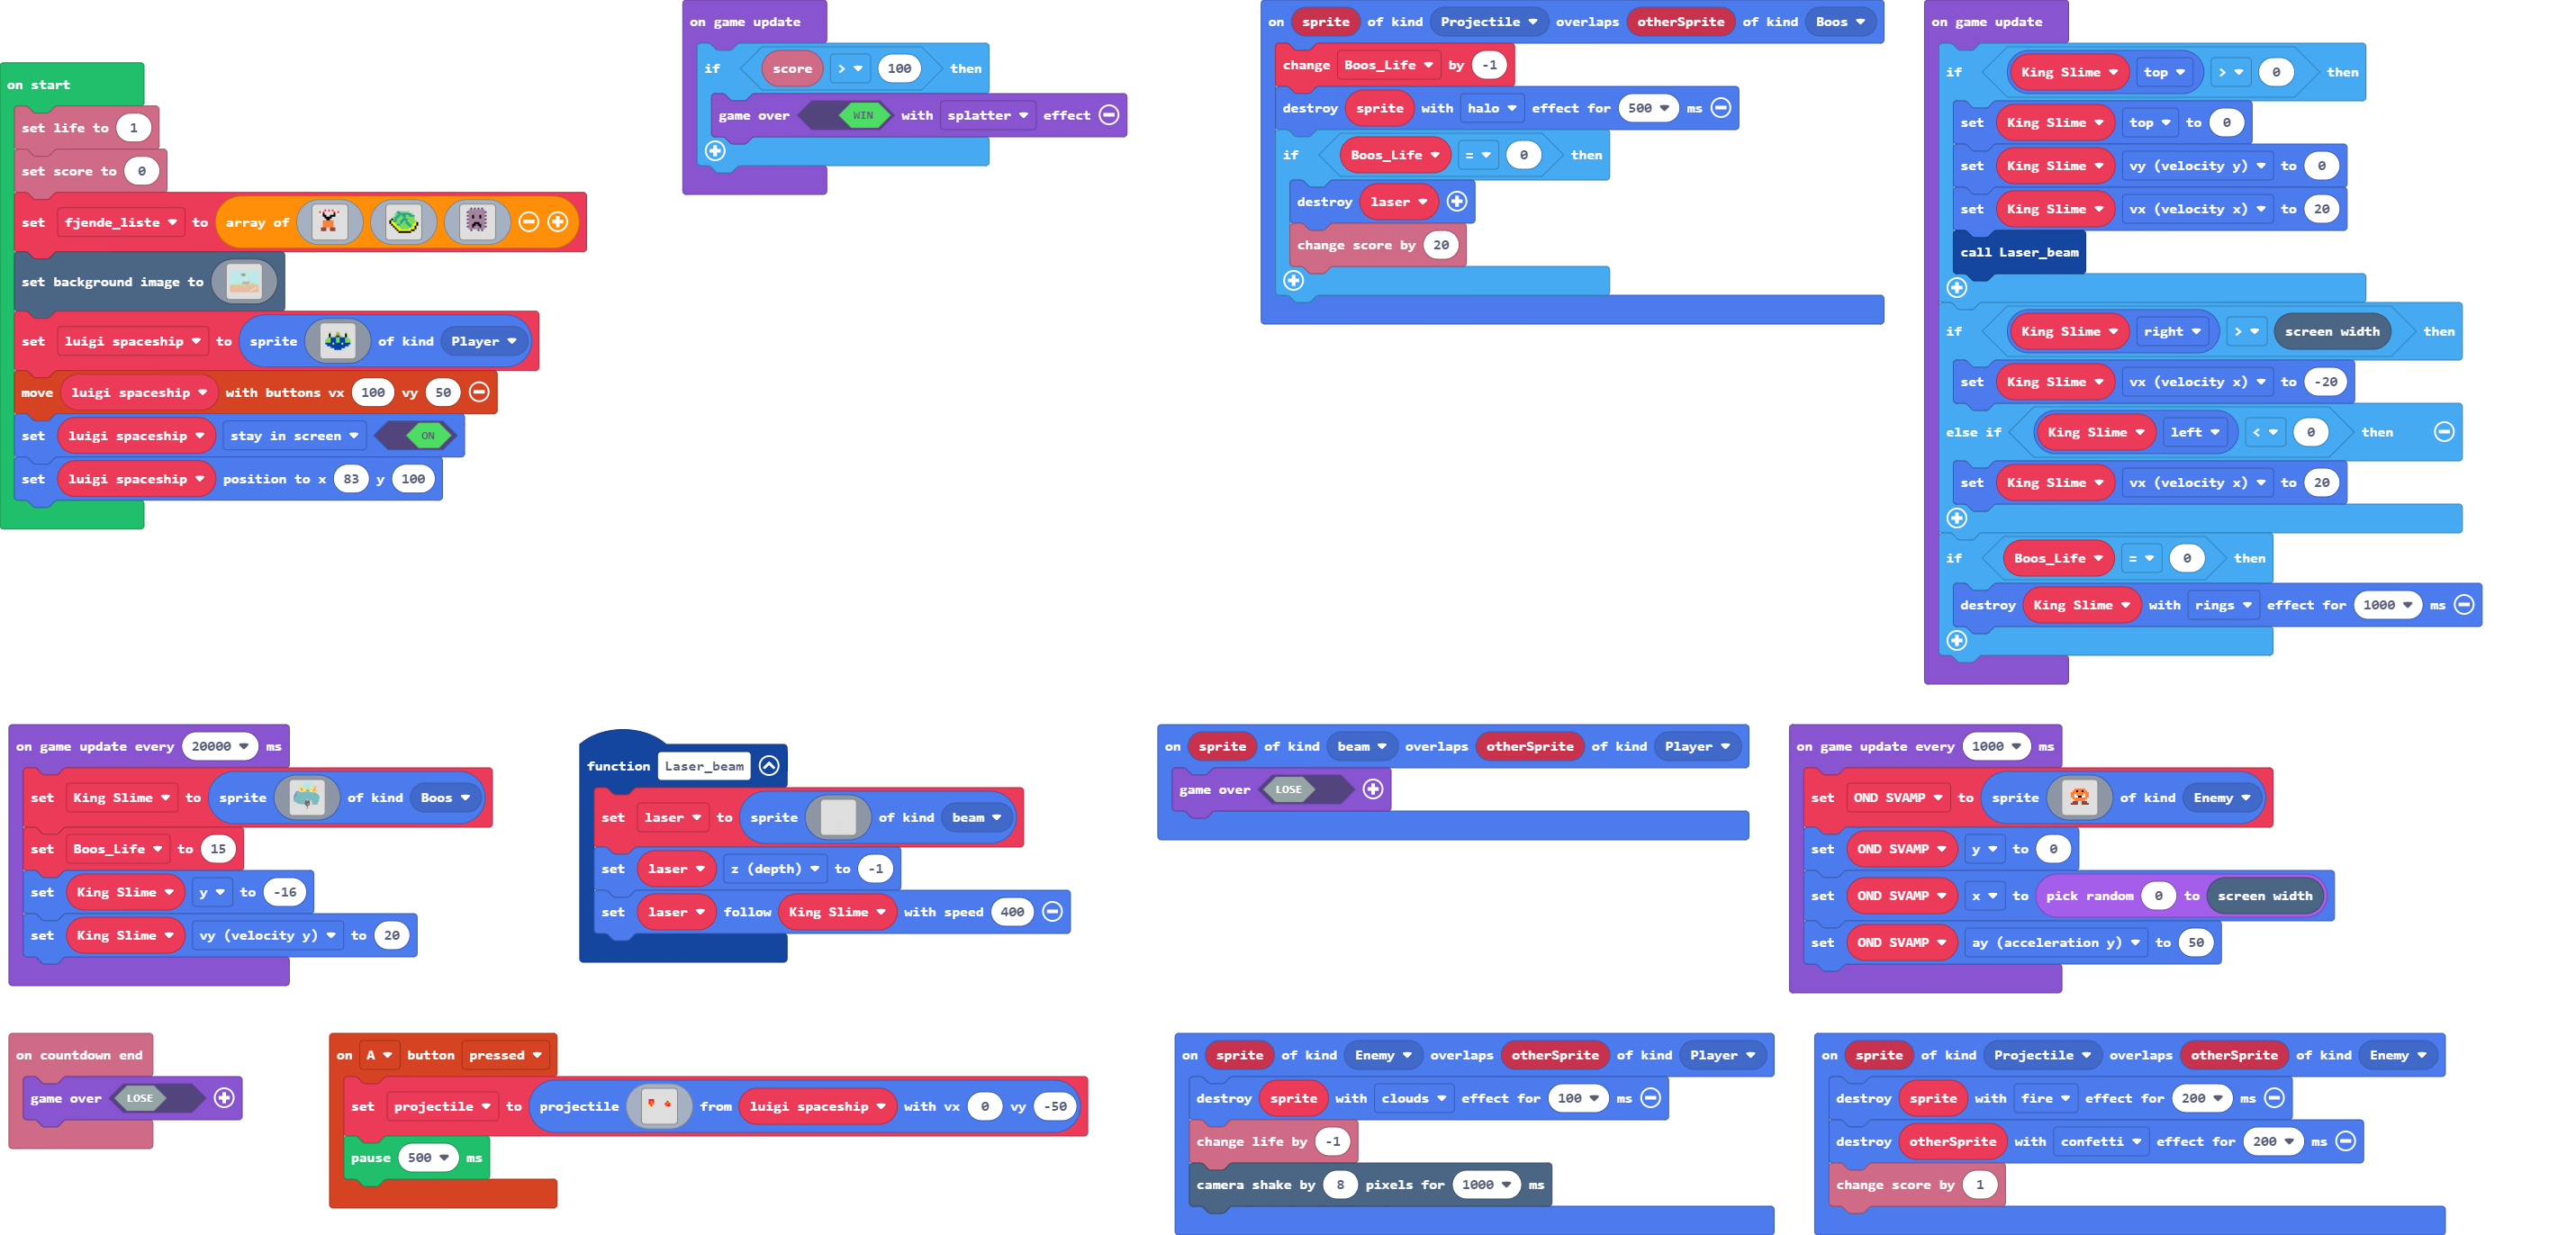 on start
set life to 1
set score to 0
set fjende_liste to array of
set background image to
set luigi spaceship to sprite of kind Player
move luigi spaceship with buttons vx 100 vy 50
set luigi spaceship stay in screen ON
set luigi spaceship position to x 83 y 100
on game update
if score > 100 then
game over WIN with splatter effect
on sprite of kind Projectile overlaps otherSprite of kind Boos
change Boos_Life by -1
destroy sprite with halo effect for 500 ms
if Boos_Life = 0 then
destroy laser
change score by 20
on game update
if King Slime top > 0 then
set King Slime top to 0
set King Slime vy (velocity y) to 0
set King Slime vx (velocity x) to 20
call Laser_beam
if King Slime right > screen width then
set King Slime vx (velocity x) to -20
else if King Slime left < 0 then
set King Slime vx (velocity x) to 20
if Boos_Life = 0 then
destroy King Slime with rings effect for 1000 ms
on game update every 20000 ms
set King Slime to sprite of kind Boos
set Boos_Life to 15
set King Slime y to -16
set King Slime vy (velocity y) to 20
function Laser_beam
set laser to sprite of kind beam
set laser z (depth) to -1
set laser follow King Slime with speed 400
on sprite of kind beam overlaps otherSprite of kind Player
game over LOSE
on game update every 1000 ms
set OND SVAMP to sprite of kind Enemy
set OND SVAMP y to 0
set OND SVAMP x to pick random 0 to screen width
set OND SVAMP ay (acceleration y) to 50
on countdown end
game over LOSE
on A button pressed
set projectile to projectile from luigi spaceship with vx 0 vy -50
pause 500 ms
on sprite of kind Enemy overlaps otherSprite of kind Player
destroy sprite with clouds effect for 100 ms
change life by -1
camera shake by 8 pixels for 1000 ms
on sprite of kind Projectile overlaps otherSprite of kind Enemy
destroy sprite with fire effect for 200 ms
destroy otherSprite with confetti effect for 200 ms
change score by 1